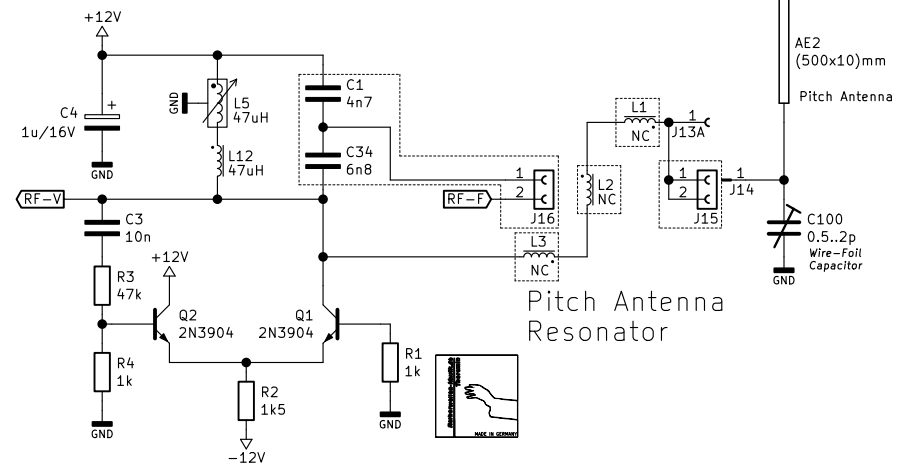 +12V
AE2
(500x10)mm
Pitch Antenna
C4
1u/16V
+
GND
GND
L5
47uH
L12
47uH
C1
4n7
C34
6n8
L1
NC
1
J13A
L2
NC
1
2
J16
1
2
J15
1
J14
RF-V
RF-F
C3
10n
L3
NC
C100
0.5..2p
Wire-Foil
Capacitor
GND
+12V
R3
47k
Q2
2N3904
Q1
2N3904
Pitch Antenna
Resonator
R4
1k
R1
1k
R2
1k5
GND
GND
-12V
Theremin
MADE IN GERMANY